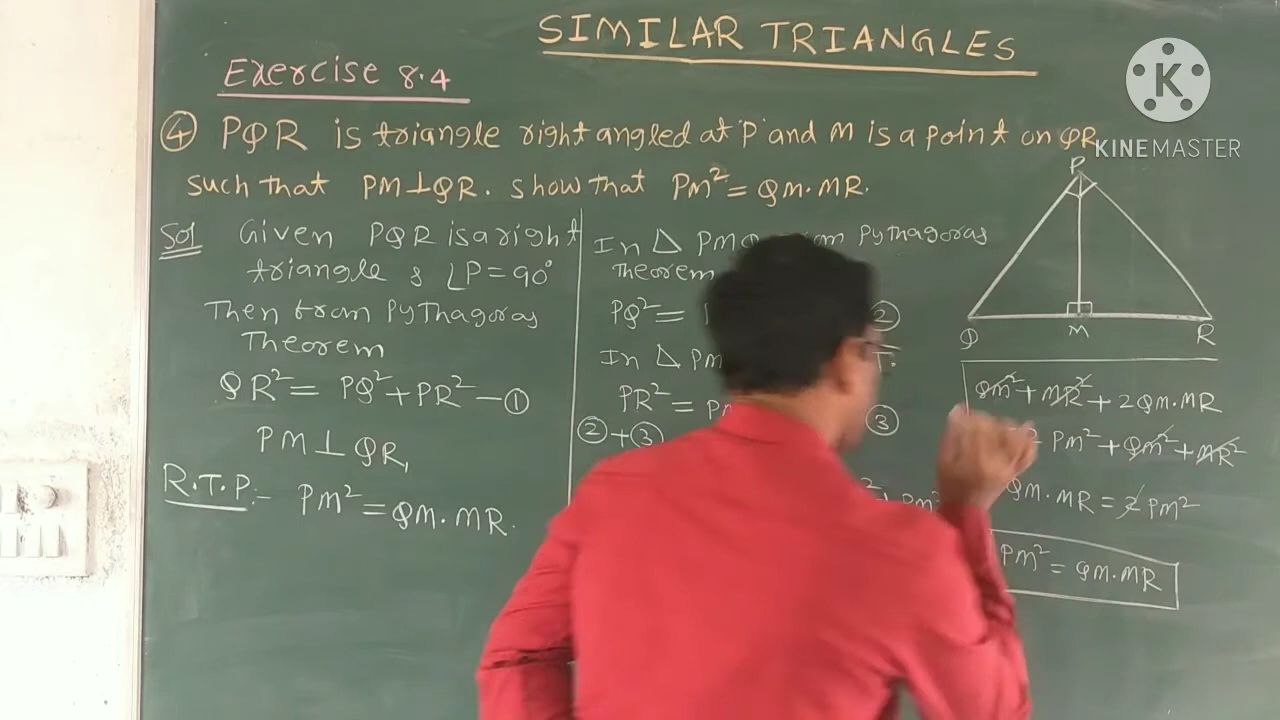 SIMILAR TRIANGLES
Exercise 8.4
K
KINEMASTER
④ PQR is triangle right angled at 'P' and M is a point on QR
such that PM⊥QR. show that PM²=QM.MR.
Sol Given PQR is a right
triangle & ∠P=90°
Then from Pythagoras
Theorem
QR²= PQ²+PR² — ①
PM⊥QR,
R.T.P:- PM²=QM.MR.
In △ PMQ Pythagoras
Theorem
PQ²= ②
In △ PM
PR²= ③
②+③
P
Q M R
QM²+MR²+2QM.MR
PM²+QM²+MR²
QM.MR=2PM²
PM²=QM.MR